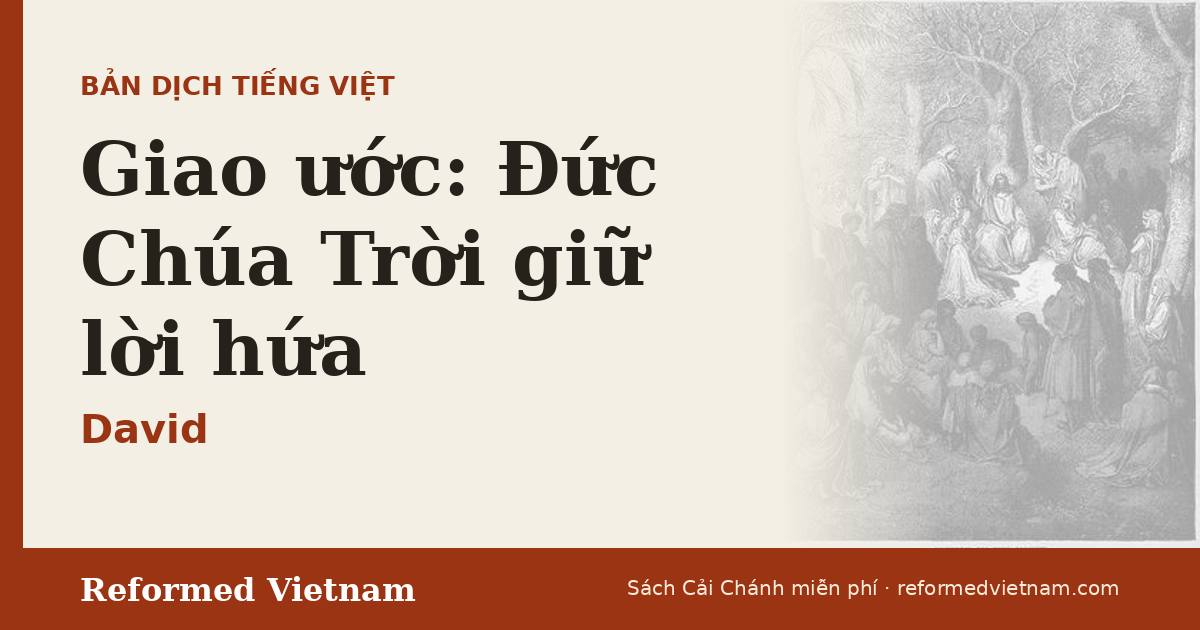 BẢN DỊCH TIẾNG VIỆT
Giao ước: Đức
Chúa Trời giữ
lời hứa
David
Reformed Vietnam
Sách Cải Chánh miễn phí · reformedvietnam.com